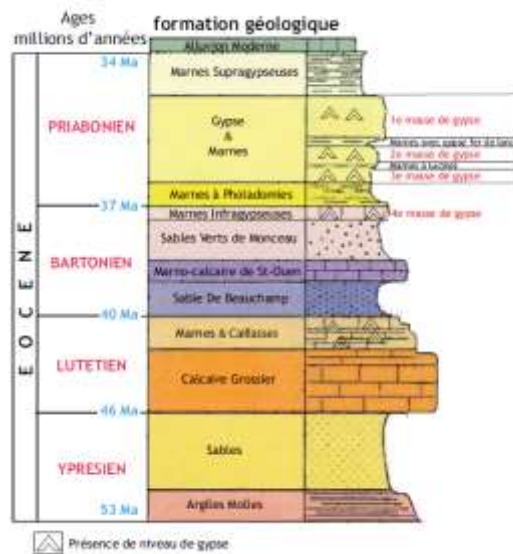 Ages
millions d'années
formation géologique
Alluvion Moderne
34 Ma
Marnes Supragypseuses
PRIABONIEN
Gypse
&
Marnes
1e masse de gypse
2e masse de gypse
3e masse de gypse
Marnes à Pholadomies
37 Ma
Marnes Infragypseuses
4e masse de gypse
Sables Verts de Monceau
BARTONIEN
Marno-calcaire de St-Ouen
Sable De Beauchamp
40 Ma
Marnes & Caillasses
LUTETIEN
Calcaire Grossier
46 Ma
Sables
YPRESIEN
Argiles Molles
53 Ma
EOCENE
Présence de niveau de gypse